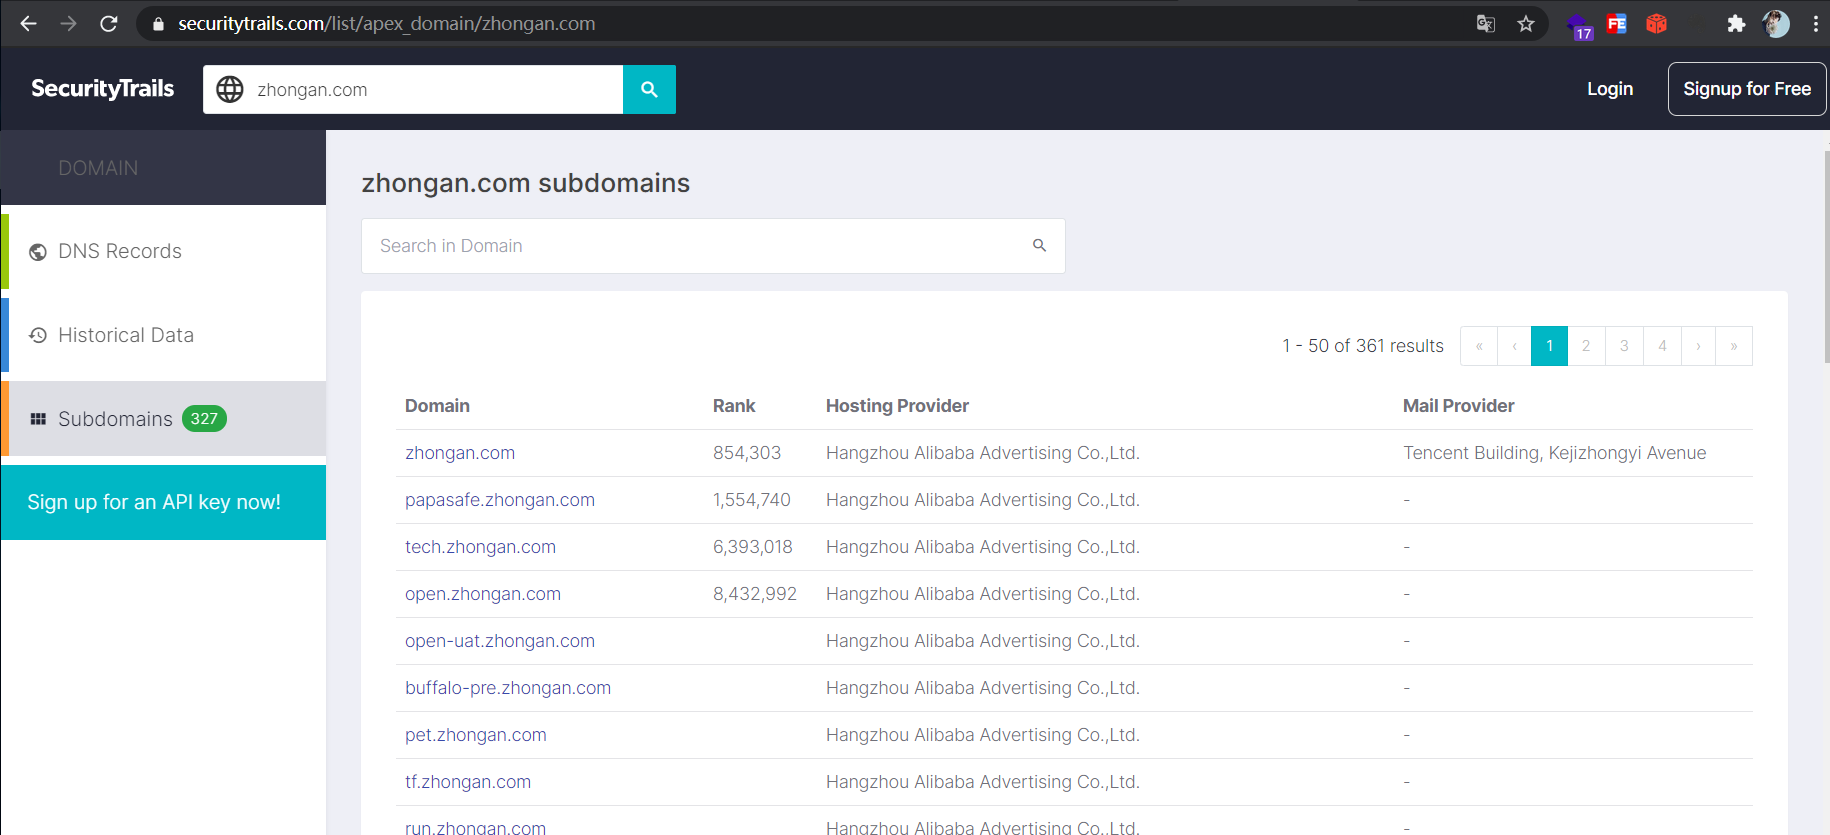 securitytrails.com/list/apex_domain/zhongan.com
17
FE
SecurityTrails
zhongan.com
Login
Signup for Free
DOMAIN
DNS Records
Historical Data
Subdomains 327
Sign up for an API key now!
zhongan.com subdomains
Search in Domain
1 - 50 of 361 results « ‹ 1 2 3 4 › »
Domain Rank Hosting Provider Mail Provider
zhongan.com 854,303 Hangzhou Alibaba Advertising Co.,Ltd. Tencent Building, Kejizhongyi Avenue
papasafe.zhongan.com 1,554,740 Hangzhou Alibaba Advertising Co.,Ltd. -
tech.zhongan.com 6,393,018 Hangzhou Alibaba Advertising Co.,Ltd. -
open.zhongan.com 8,432,992 Hangzhou Alibaba Advertising Co.,Ltd. -
open-uat.zhongan.com Hangzhou Alibaba Advertising Co.,Ltd. -
buffalo-pre.zhongan.com Hangzhou Alibaba Advertising Co.,Ltd. -
pet.zhongan.com Hangzhou Alibaba Advertising Co.,Ltd. -
tf.zhongan.com Hangzhou Alibaba Advertising Co.,Ltd. -
run.zhongan.com Hangzhou Alibaba Advertising Co.,Ltd. -